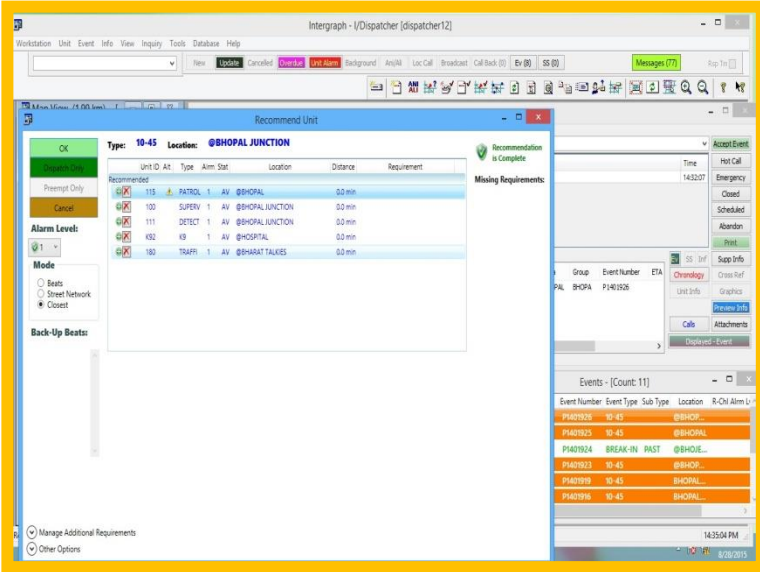 Intergraph - I/Dispatcher [dispatcher12]
Workstation Unit Event Info View Inquiry Tools Database Help
New Update Cancelled Overdue Unit Alarm Background Ani/Ali Loc Call Broadcast Call Back (0) Ev (8) SS (0) Messages (77)
ANI ALI
Recommend Unit
OK
Dispatch Only
Preempt Only
Cancel
Alarm Level:
1
Mode
Beats
Street Network
Closest
Back-Up Beats:
Type: 10-45 Location: @BHOPAL JUNCTION
Unit ID Alt Type Alrm Stat Location Distance Requirement
Recommended
115 PATROL 1 AV @BHOPAL 0.0 min
100 SUPERV 1 AV @BHOPAL JUNCTION 0.0 min
111 DETECT 1 AV @BHOPAL JUNCTION 0.0 min
K92 K9 1 AV @HOSPITAL 0.0 min
180 TRAFFI 1 AV @BHARAT TALKIES 0.0 min
Recommendation
is Complete
Missing Requirements:
Manage Additional Requirements
Other Options
Time
14:32:07
Accept Event
Hot Call
Emergency
Closed
Scheduled
Abandon
Print
SS Inf Supp Info
Chronology Cross Ref
Unit Info Graphics
Preview Info
Calls Attachments
Displayed - Event
Group Event Number ETA
PAL BHOPA P1401926
Events - [Count: 11]
Event Number Event Type Sub Type Location R-Chl Alrm
P1401926 10-45 @BHOP...
P1401925 10-45 @BHOPAL
P1401924 BREAK-IN PAST @BHOJE...
P1401923 10-45 @BHOP...
P1401919 10-45 BHOPAL...
P1401916 10-45 BHOPAL...
14:35:04 PM
8/28/2015